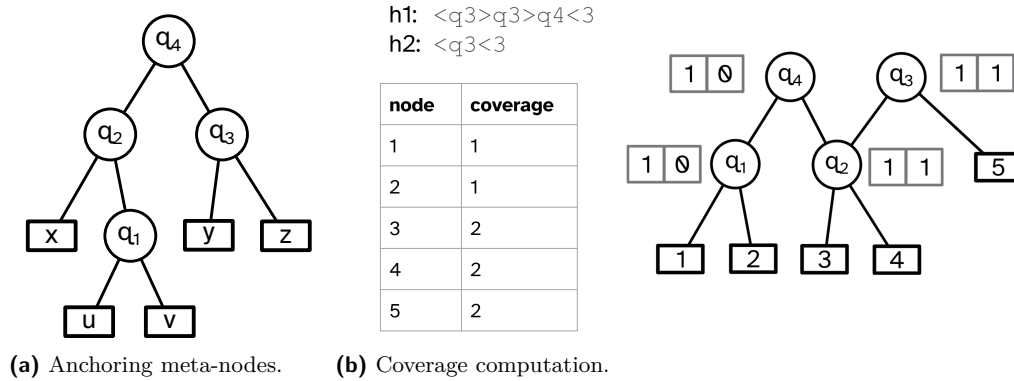 q₄
q₂
q₃
x
q₁
y
z
u
v
(a) Anchoring meta-nodes.
h1: <q3>q3>q4<3
h2: <q3<3
node coverage
1 1
2 1
3 2
4 2
5 2
1 0
q₄
q₃
1 1
1 0
q₁
q₂
1 1
5
1
2
3
4
(b) Coverage computation.